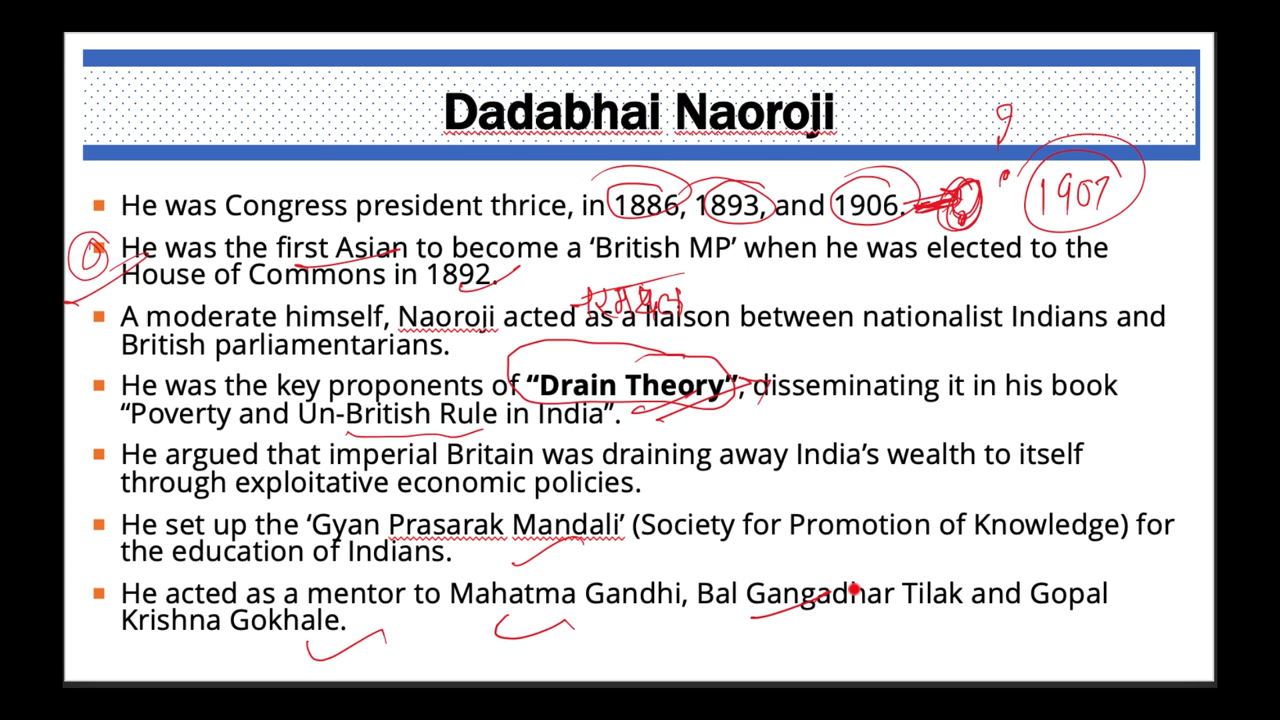 Dadabhai Naoroji
He was Congress president thrice, in 1886, 1893, and 1906.
1907
He was the first Asian to become a ‘British MP’ when he was elected to the
House of Commons in 1892.
A moderate himself, Naoroji acted as a liaison between nationalist Indians and
British parliamentarians.
He was the key proponents of “Drain Theory”, disseminating it in his book
“Poverty and Un-British Rule in India”.
He argued that imperial Britain was draining away India’s wealth to itself
through exploitative economic policies.
He set up the ‘Gyan Prasarak Mandali’ (Society for Promotion of Knowledge) for
the education of Indians.
He acted as a mentor to Mahatma Gandhi, Bal Gangadhar Tilak and Gopal
Krishna Gokhale.